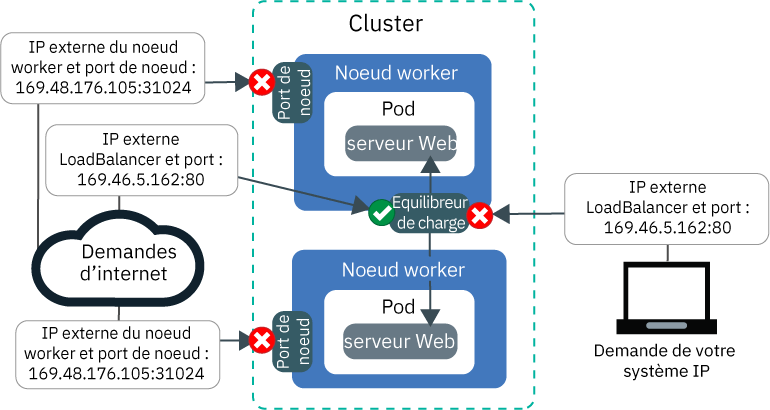 Cluster
IP externe du noeud
worker et port de noeud :
169.48.176.105:31024
Port de
noeud
Noeud worker
Pod
serveur Web
IP externe
LoadBalancer et port :
169.46.5.162:80
Equilibreur
de charge
IP externe
LoadBalancer et port :
169.46.5.162:80
Demandes
d'internet
Noeud worker
Pod
serveur Web
Port de
noeud
IP externe du noeud
worker et port de noeud :
169.48.176.105:31024
Demande de votre
système IP